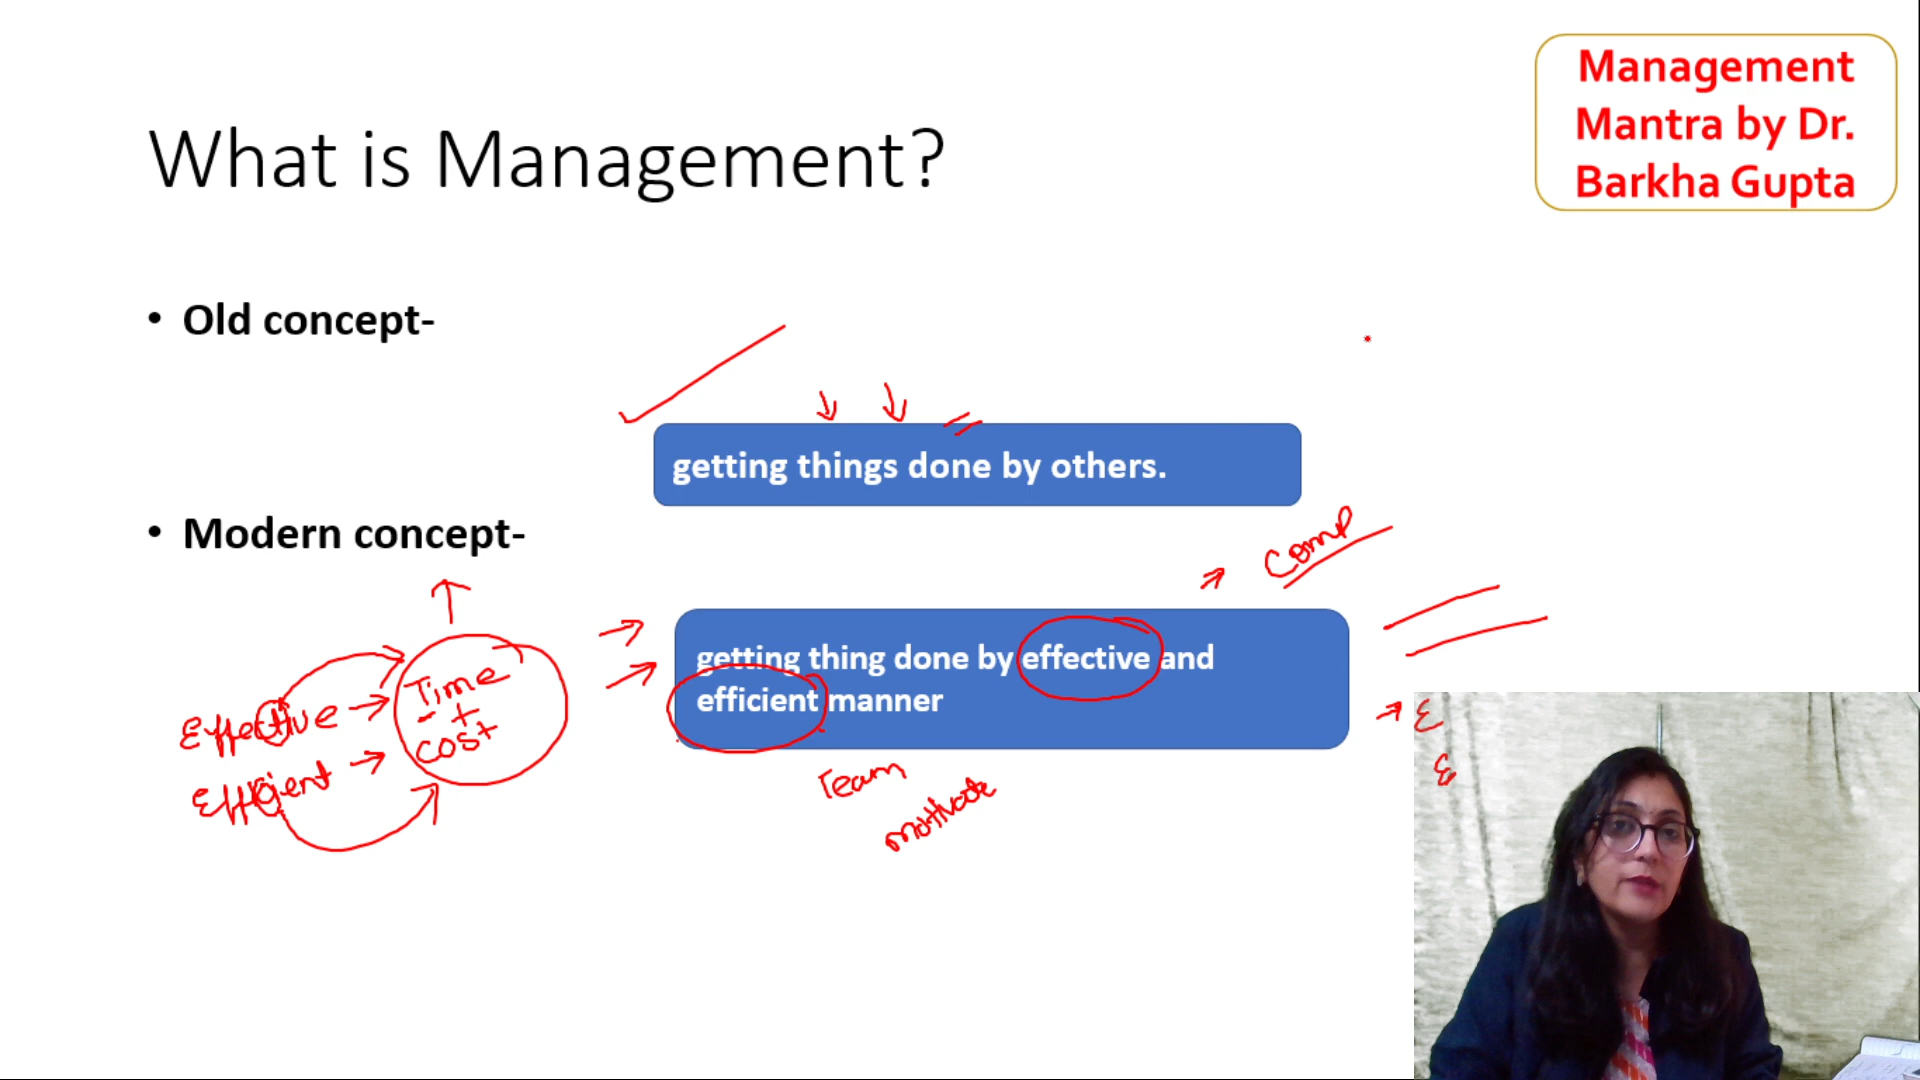 Management
Mantra by Dr.
Barkha Gupta
What is Management?
• Old concept-
getting things done by others.
• Modern concept-
Comp
getting thing done by effective and
efficient manner
Effective
Efficient
Time
+
Cost
Team
motivate
E
E